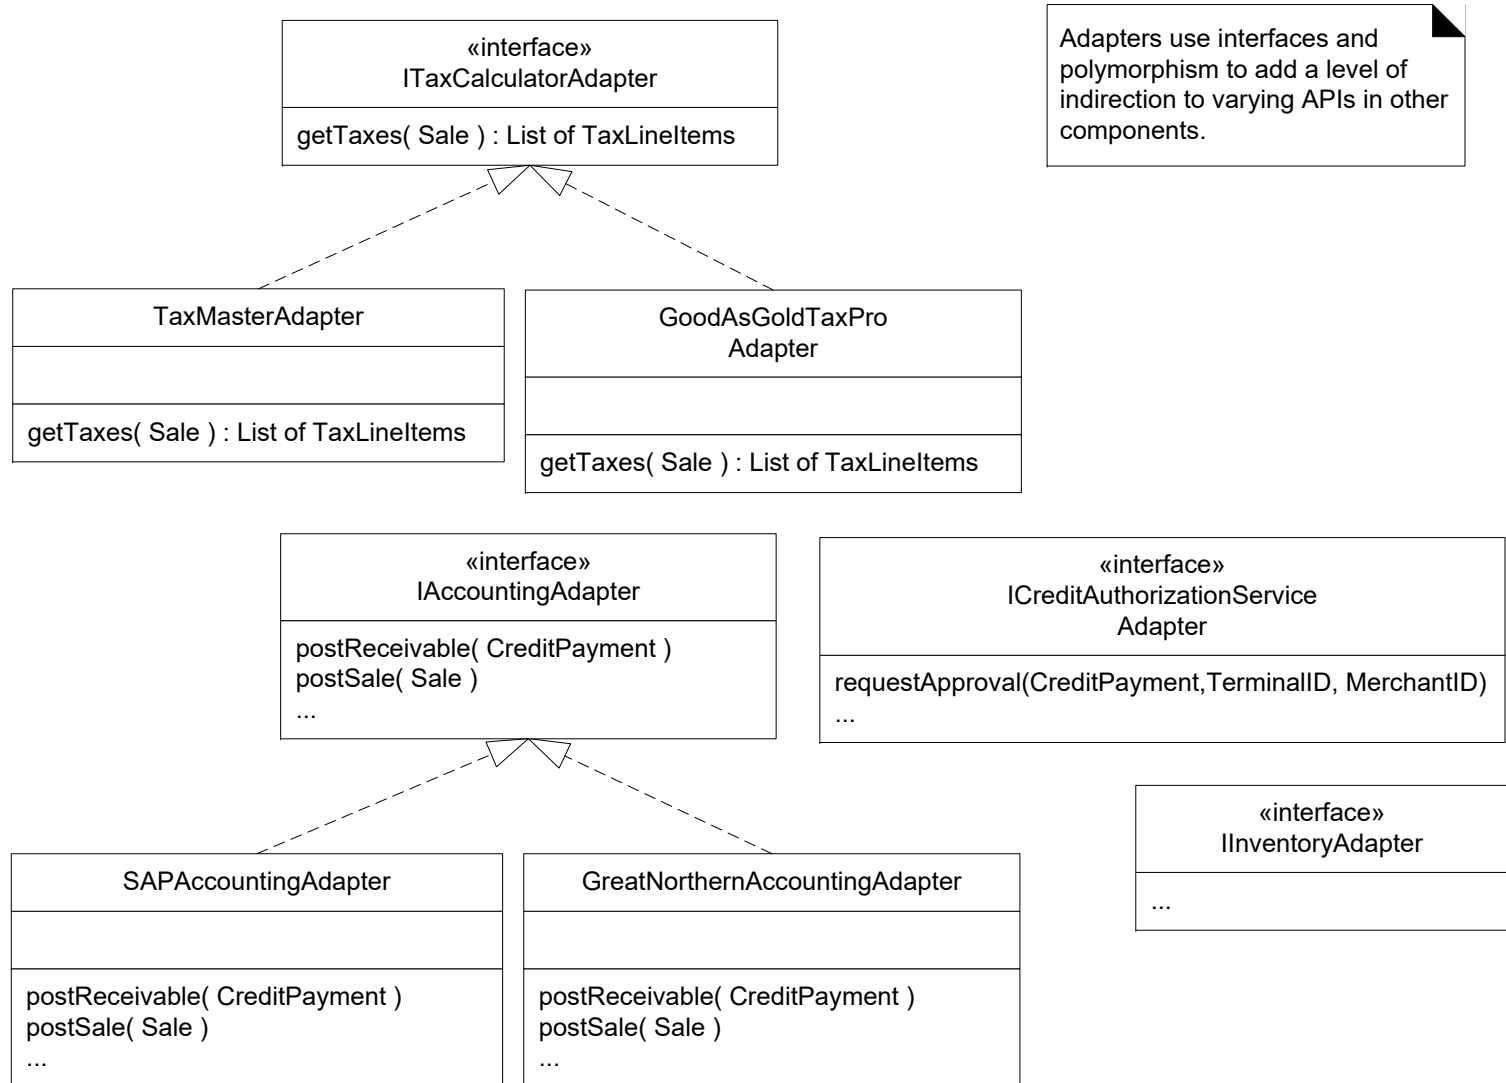 «interface»
ITaxCalculatorAdapter
getTaxes( Sale ) : List of TaxLineItems
Adapters use interfaces and
polymorphism to add a level of
indirection to varying APIs in other
components.
TaxMasterAdapter
getTaxes( Sale ) : List of TaxLineItems
GoodAsGoldTaxPro
Adapter
getTaxes( Sale ) : List of TaxLineItems
«interface»
IAccountingAdapter
postReceivable( CreditPayment )
postSale( Sale )
...
«interface»
ICreditAuthorizationService
Adapter
requestApproval(CreditPayment,TerminalID, MerchantID)
...
«interface»
IInventoryAdapter
...
SAPAccountingAdapter
postReceivable( CreditPayment )
postSale( Sale )
...
GreatNorthernAccountingAdapter
postReceivable( CreditPayment )
postSale( Sale )
...